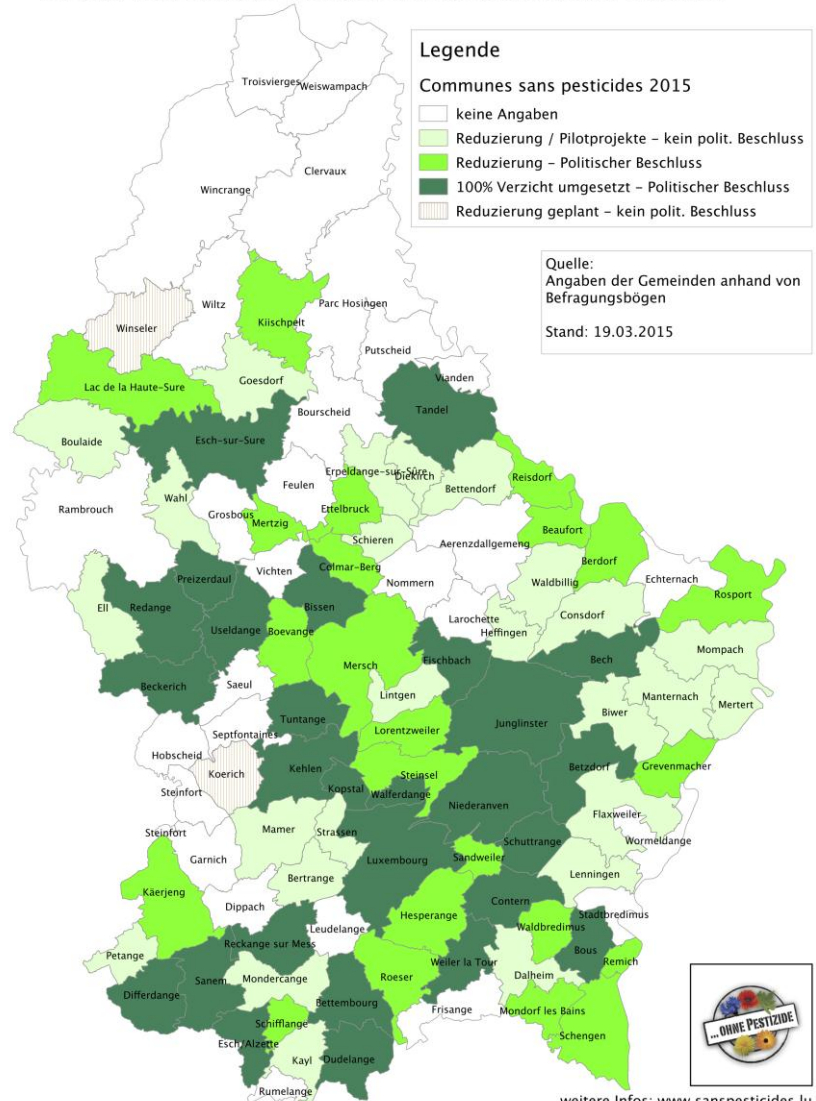 Legende
Communes sans pesticides 2015
keine Angaben
Reduzierung / Pilotprojekte – kein polit. Beschluss
Reduzierung – Politischer Beschluss
100% Verzicht umgesetzt – Politischer Beschluss
Reduzierung geplant – kein polit. Beschluss
Quelle:
Angaben der Gemeinden anhand von
Befragungsbögen
Stand: 19.03.2015
Troisvierges
Weiswampach
Clervaux
Wincrange
Wiltz
Parc Hosingen
Kiischpelt
Winseler
Putscheid
Goesdorf
Vianden
Lac de la Haute-Sure
Bourscheid
Tandel
Boulaide
Esch-sur-Sure
Erpeldange-sur-Sûre
Diekirch
Reisdorf
Feulen
Bettendorf
Wahl
Rambrouch
Grosbous
Ettelbruck
Mertzig
Beaufort
Schieren
Aerenzdallgemeng
Berdorf
Vichten
Colmar-Berg
Preizerdaul
Nommern
Waldbillig
Echternach
Rosport
Ell
Redange
Bissen
Larochette
Consdorf
Useldange
Boevange
Heffingen
Mompach
Mersch
Fischbach
Bech
Beckerich
Saeul
Lintgen
Manternach
Mertert
Biwer
Tuntange
Junglinster
Lorentzweiler
Septfontaines
Hobscheid
Koerich
Kehlen
Steinsel
Betzdorf
Grevenmacher
Steinfort
Kopstal
Walferdange
Niederanven
Flaxweiler
Steinfort
Mamer
Strassen
Wormeldange
Schuttrange
Garnich
Luxembourg
Sandweiler
Bertrange
Lenningen
Käerjeng
Contern
Dippach
Hesperange
Stadtbredimus
Leudelange
Waldbredimus
Reckange sur Mess
Bous
Petange
Weiler la Tour
Remich
Mondercange
Roeser
Dalheim
Sanem
Differdange
Bettembourg
Frisange
Mondorf les Bains
Schifflange
Schengen
Esch/Alzette
Kayl
Dudelange
Rumelange
...OHNE PESTIZIDE
weitere Infos: www.sanspesticides.lu